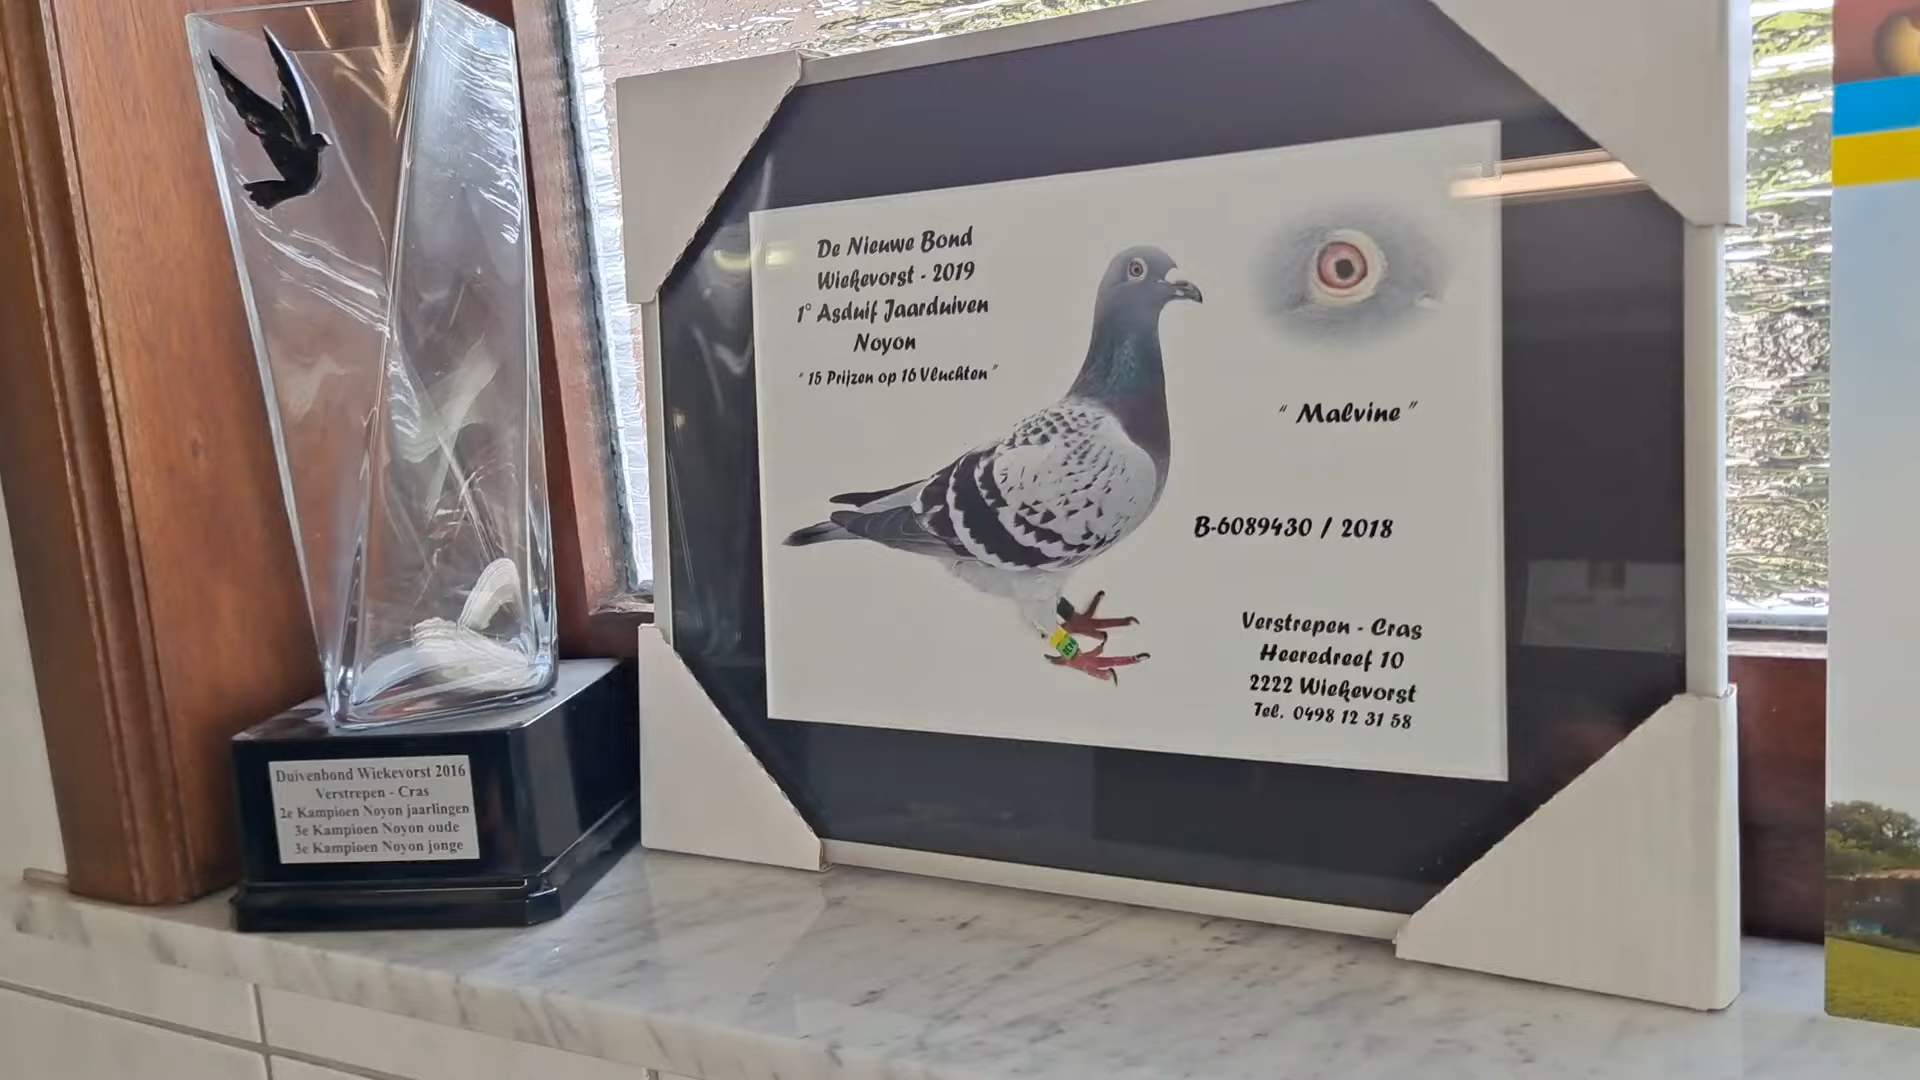 Duivenbond Wiekevorst 2016
Verstrepen - Cras
2e Kampioen Noyon jaarlingen
3e Kampioen Noyon oude
3e Kampioen Noyon jonge
De Nieuwe Bond
Wiekevorst - 2019
1° Asduif Jaarduiven
Noyon
" 15 Prijzen op 16 Vluchten "
" Malvine "
B-6089430 / 2018
Verstrepen - Cras
Heeredreef 10
2222 Wiekevorst
Tel. 0498 12 31 58